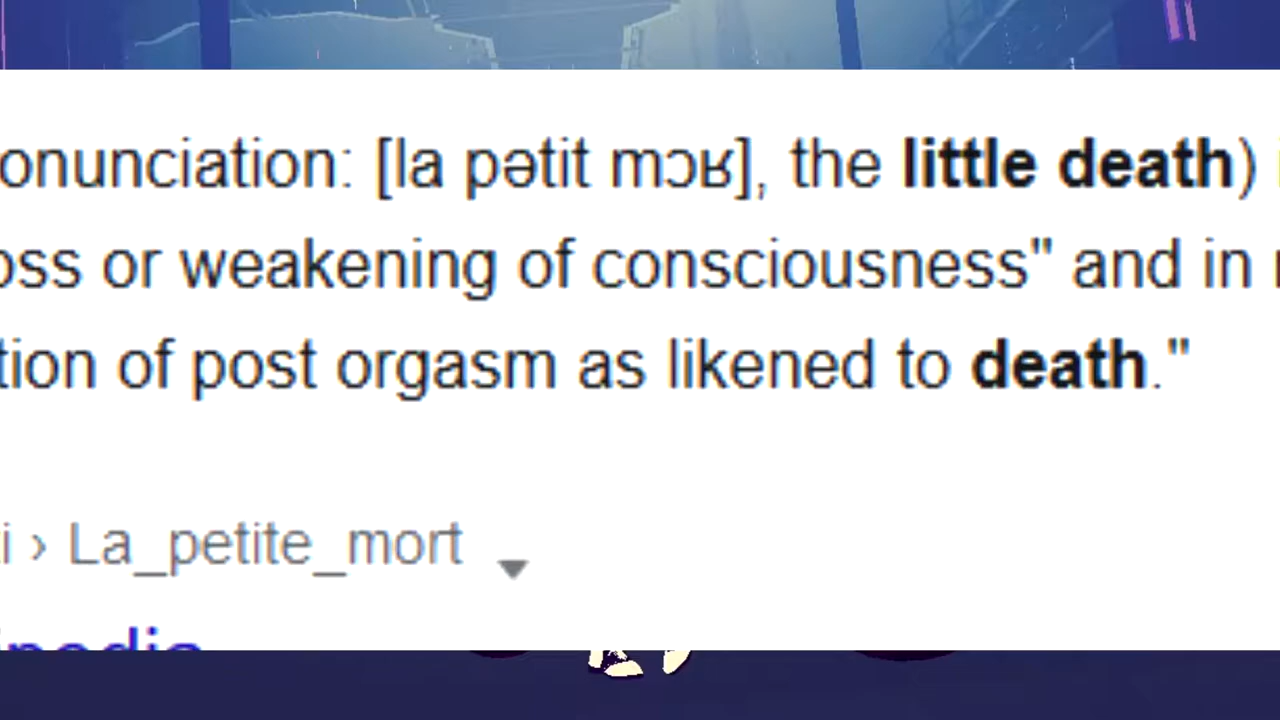 onunciation: [la pətit mɔʁ], the little death)
oss or weakening of consciousness" and in
tion of post orgasm as likened to death."
i › La_petite_mort
ipedia